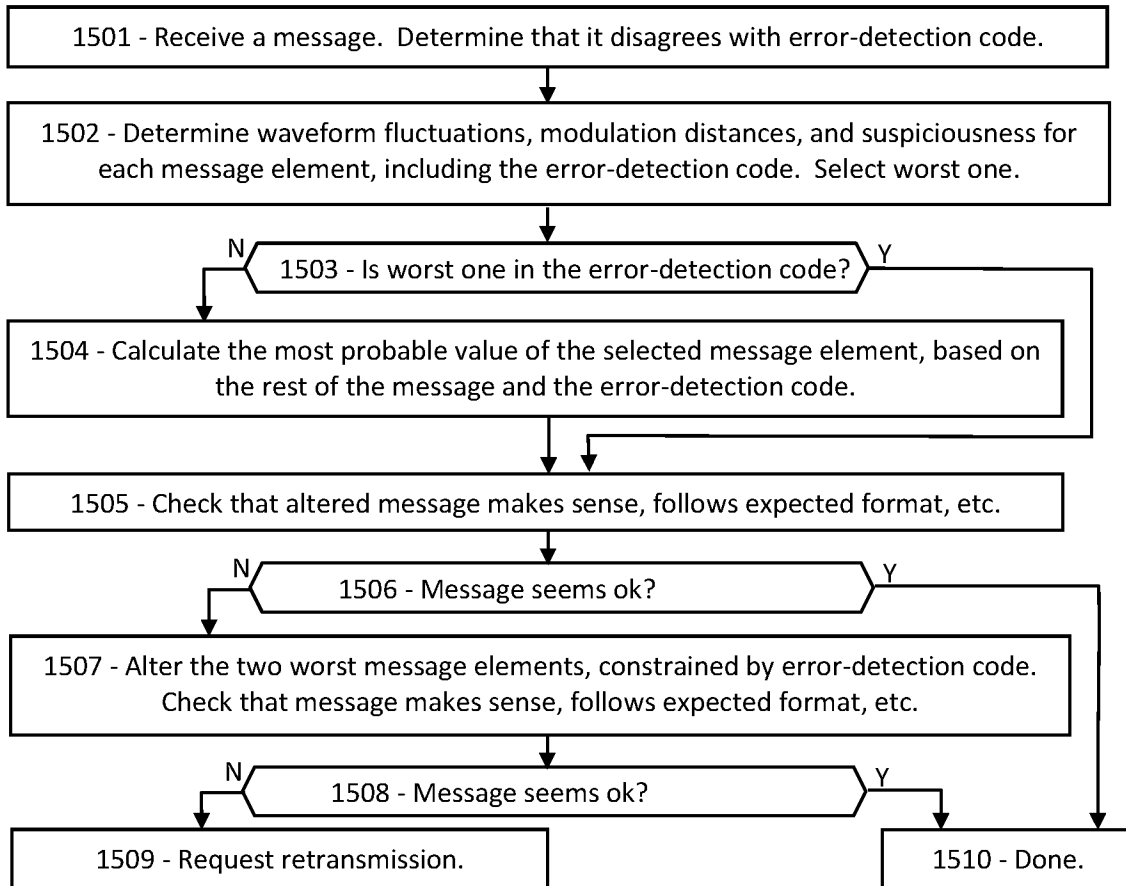 1501 - Receive a message.  Determine that it disagrees with error-detection code.
1502 - Determine waveform fluctuations, modulation distances, and suspiciousness for
each message element, including the error-detection code.  Select worst one.
N
Y
1503 - Is worst one in the error-detection code?
1504 - Calculate the most probable value of the selected message element, based on
the rest of the message and the error-detection code.
1505 - Check that altered message makes sense, follows expected format, etc.
N
Y
1506 - Message seems ok?
1507 - Alter the two worst message elements, constrained by error-detection code.
Check that message makes sense, follows expected format, etc.
N
Y
1508 - Message seems ok?
1509 - Request retransmission.
1510 - Done.